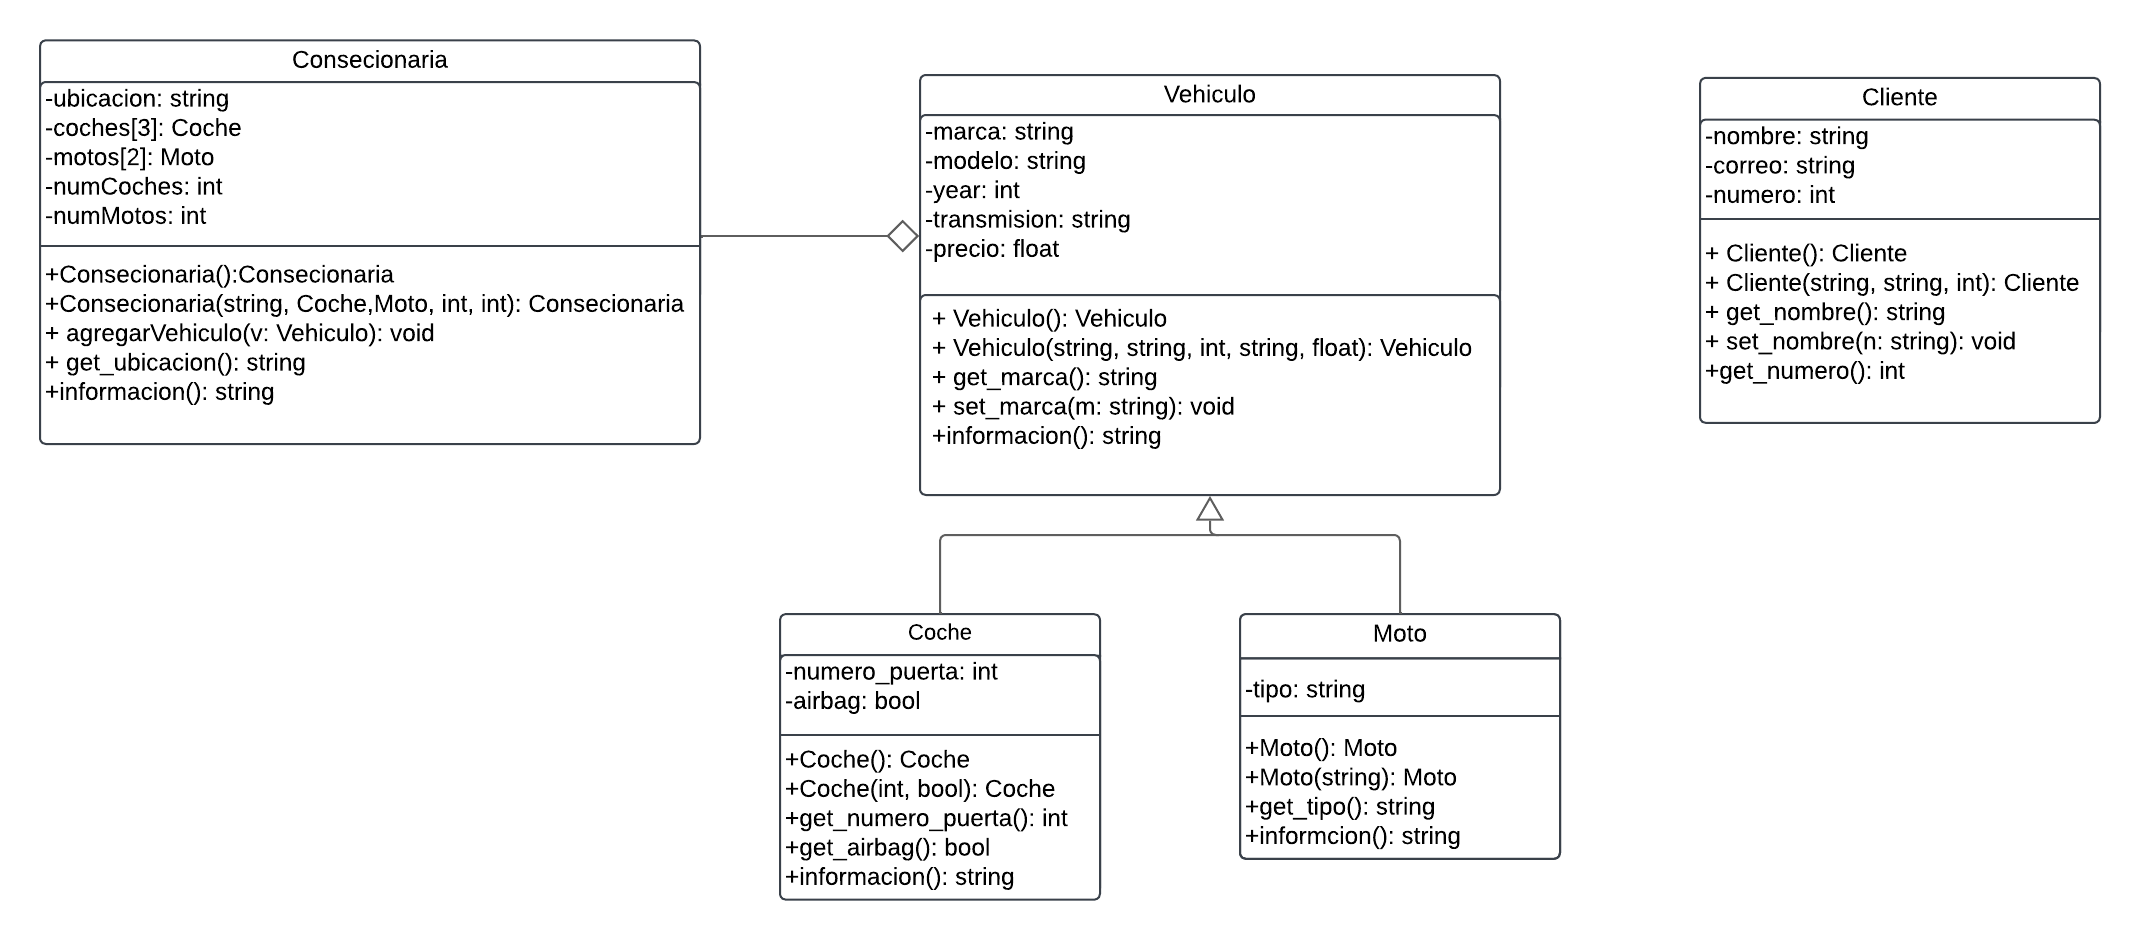 Consecionaria
-ubicacion: string
-coches[3]: Coche
-motos[2]: Moto
-numCoches: int
-numMotos: int
+Consecionaria():Consecionaria
+Consecionaria(string, Coche,Moto, int, int): Consecionaria
+ agregarVehiculo(v: Vehiculo): void
+ get_ubicacion(): string
+informacion(): string
Vehiculo
-marca: string
-modelo: string
-year: int
-transmision: string
-precio: float
+ Vehiculo(): Vehiculo
+ Vehiculo(string, string, int, string, float): Vehiculo
+ get_marca(): string
+ set_marca(m: string): void
+informacion(): string
Cliente
-nombre: string
-correo: string
-numero: int
+ Cliente(): Cliente
+ Cliente(string, string, int): Cliente
+ get_nombre(): string
+ set_nombre(n: string): void
+get_numero(): int
Coche
-numero_puerta: int
-airbag: bool
+Coche(): Coche
+Coche(int, bool): Coche
+get_numero_puerta(): int
+get_airbag(): bool
+informacion(): string
Moto
-tipo: string
+Moto(): Moto
+Moto(string): Moto
+get_tipo(): string
+informcion(): string